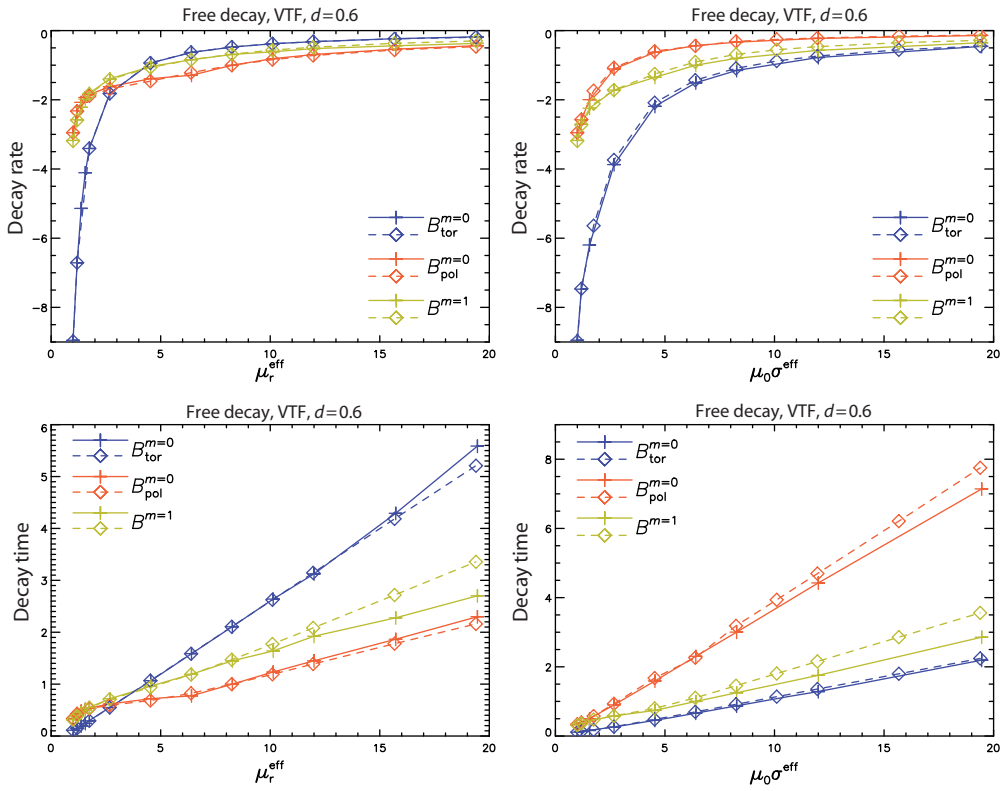 Free decay, VTF, d=0.6
Decay rate
0
−2
−4
−6
−8
B^{m=0}_{tor}
B^{m=0}_{pol}
B^{m=1}
0 5 10 15 20
μ_r^{eff}
Free decay, VTF, d=0.6
Decay rate
0
−2
−4
−6
−8
B^{m=0}_{tor}
B^{m=0}_{pol}
B^{m=1}
0 5 10 15 20
μ_0σ^{eff}
Free decay, VTF, d=0.6
Decay time
6
5
4
3
2
1
0
B^{m=0}_{tor}
B^{m=0}_{pol}
B^{m=1}
0 5 10 15 20
μ_r^{eff}
Free decay, VTF, d=0.6
Decay time
8
6
4
2
0
B^{m=0}_{tor}
B^{m=0}_{pol}
B^{m=1}
0 5 10 15 20
μ_0σ^{eff}